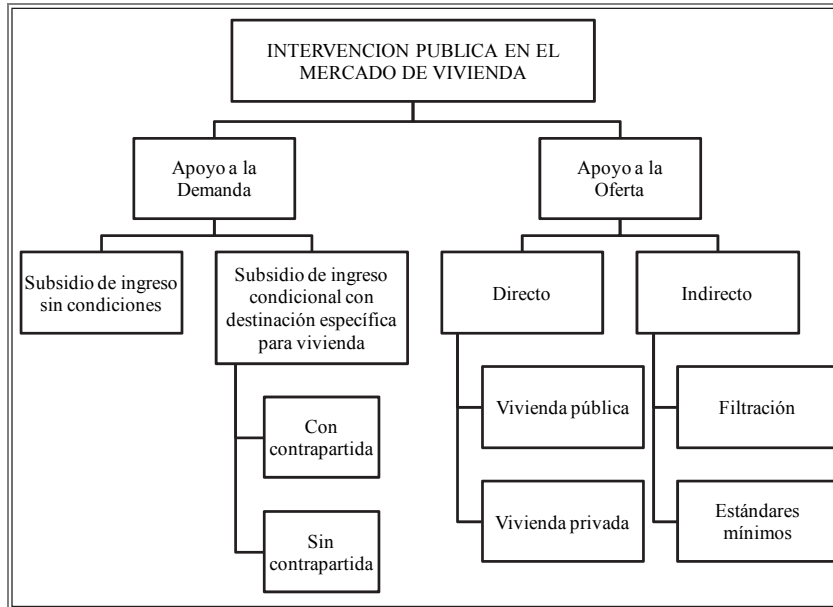 INTERVENCION PUBLICA EN EL
MERCADO DE VIVIENDA
Apoyo a la
Demanda
Apoyo a la
Oferta
Subsidio de ingreso
sin condiciones
Subsidio de ingreso
condicional con
destinación específica
para vivienda
Directo
Indirecto
Con
contrapartida
Sin
contrapartida
Vivienda pública
Vivienda privada
Filtración
Estándares
mínimos